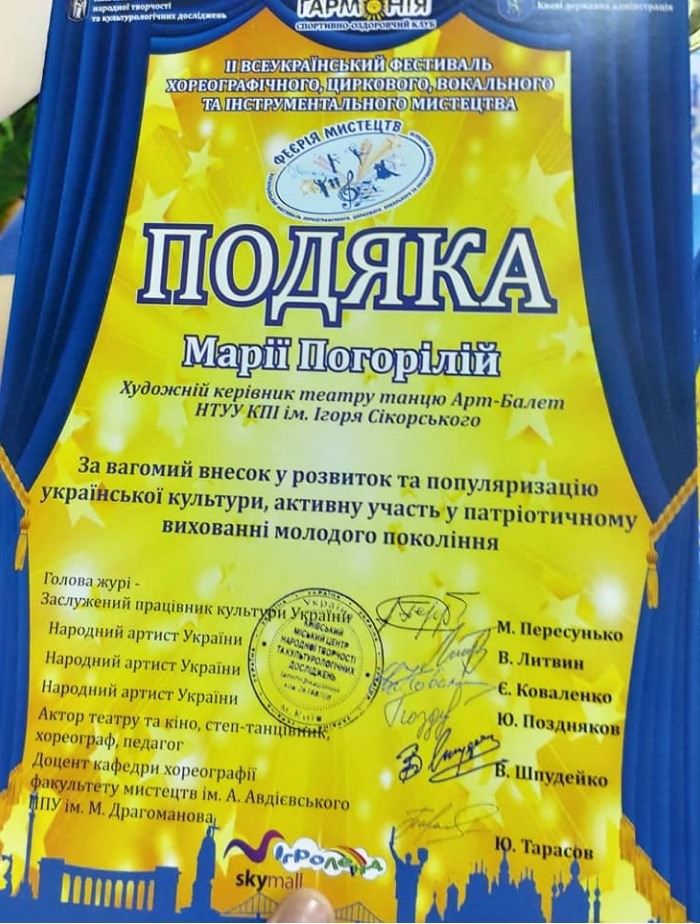 народної творчості
та культурологічних досліджень
ГАРМОНІЯ
СПОРТИВНО-ОЗДОРОВЧИЙ КЛУБ
Києві державна адміністрація
ІІ ВСЕУКРАЇНСЬКИЙ ФЕСТИВАЛЬ
ХОРЕОГРАФІЧНОГО, ЦИРКОВОГО, ВОКАЛЬНОГО
ТА ІНСТРУМЕНТАЛЬНОГО МИСТЕЦТВА
ФЕЄРІЯ МИСТЕЦТВ
ПОДЯКА
Марії Погорілій
Художній керівник театру танцю Арт-Балет
НТУУ КПІ ім. Ігоря Сікорського
За вагомий внесок у розвиток та популяризацію
української культури, активну участь у патріотичному
вихованні молодого покоління
Голова журі -
Заслужений працівник культури України
М. Пересунько
Народний артист України
В. Литвин
Народний артист України
Є. Коваленко
Народний артист України
Ю. Поздняков
Актор театру та кіно, степ-танцівник,
хореограф, педагог
В. Шпудейко
Доцент кафедри хореографії
факультету мистецтв ім. А. Авдієвського
НПУ ім. М. Драгоманова
Ю. Тарасов
Україна
КИЇВСЬКИЙ
МІСЬКИЙ ЦЕНТР
НАРОДНОЇ ТВОРЧОСТІ
ТА КУЛЬТУРОЛОГІЧНИХ
ДОСЛІДЖЕНЬ
м. Київ
skymall
Ігроленд